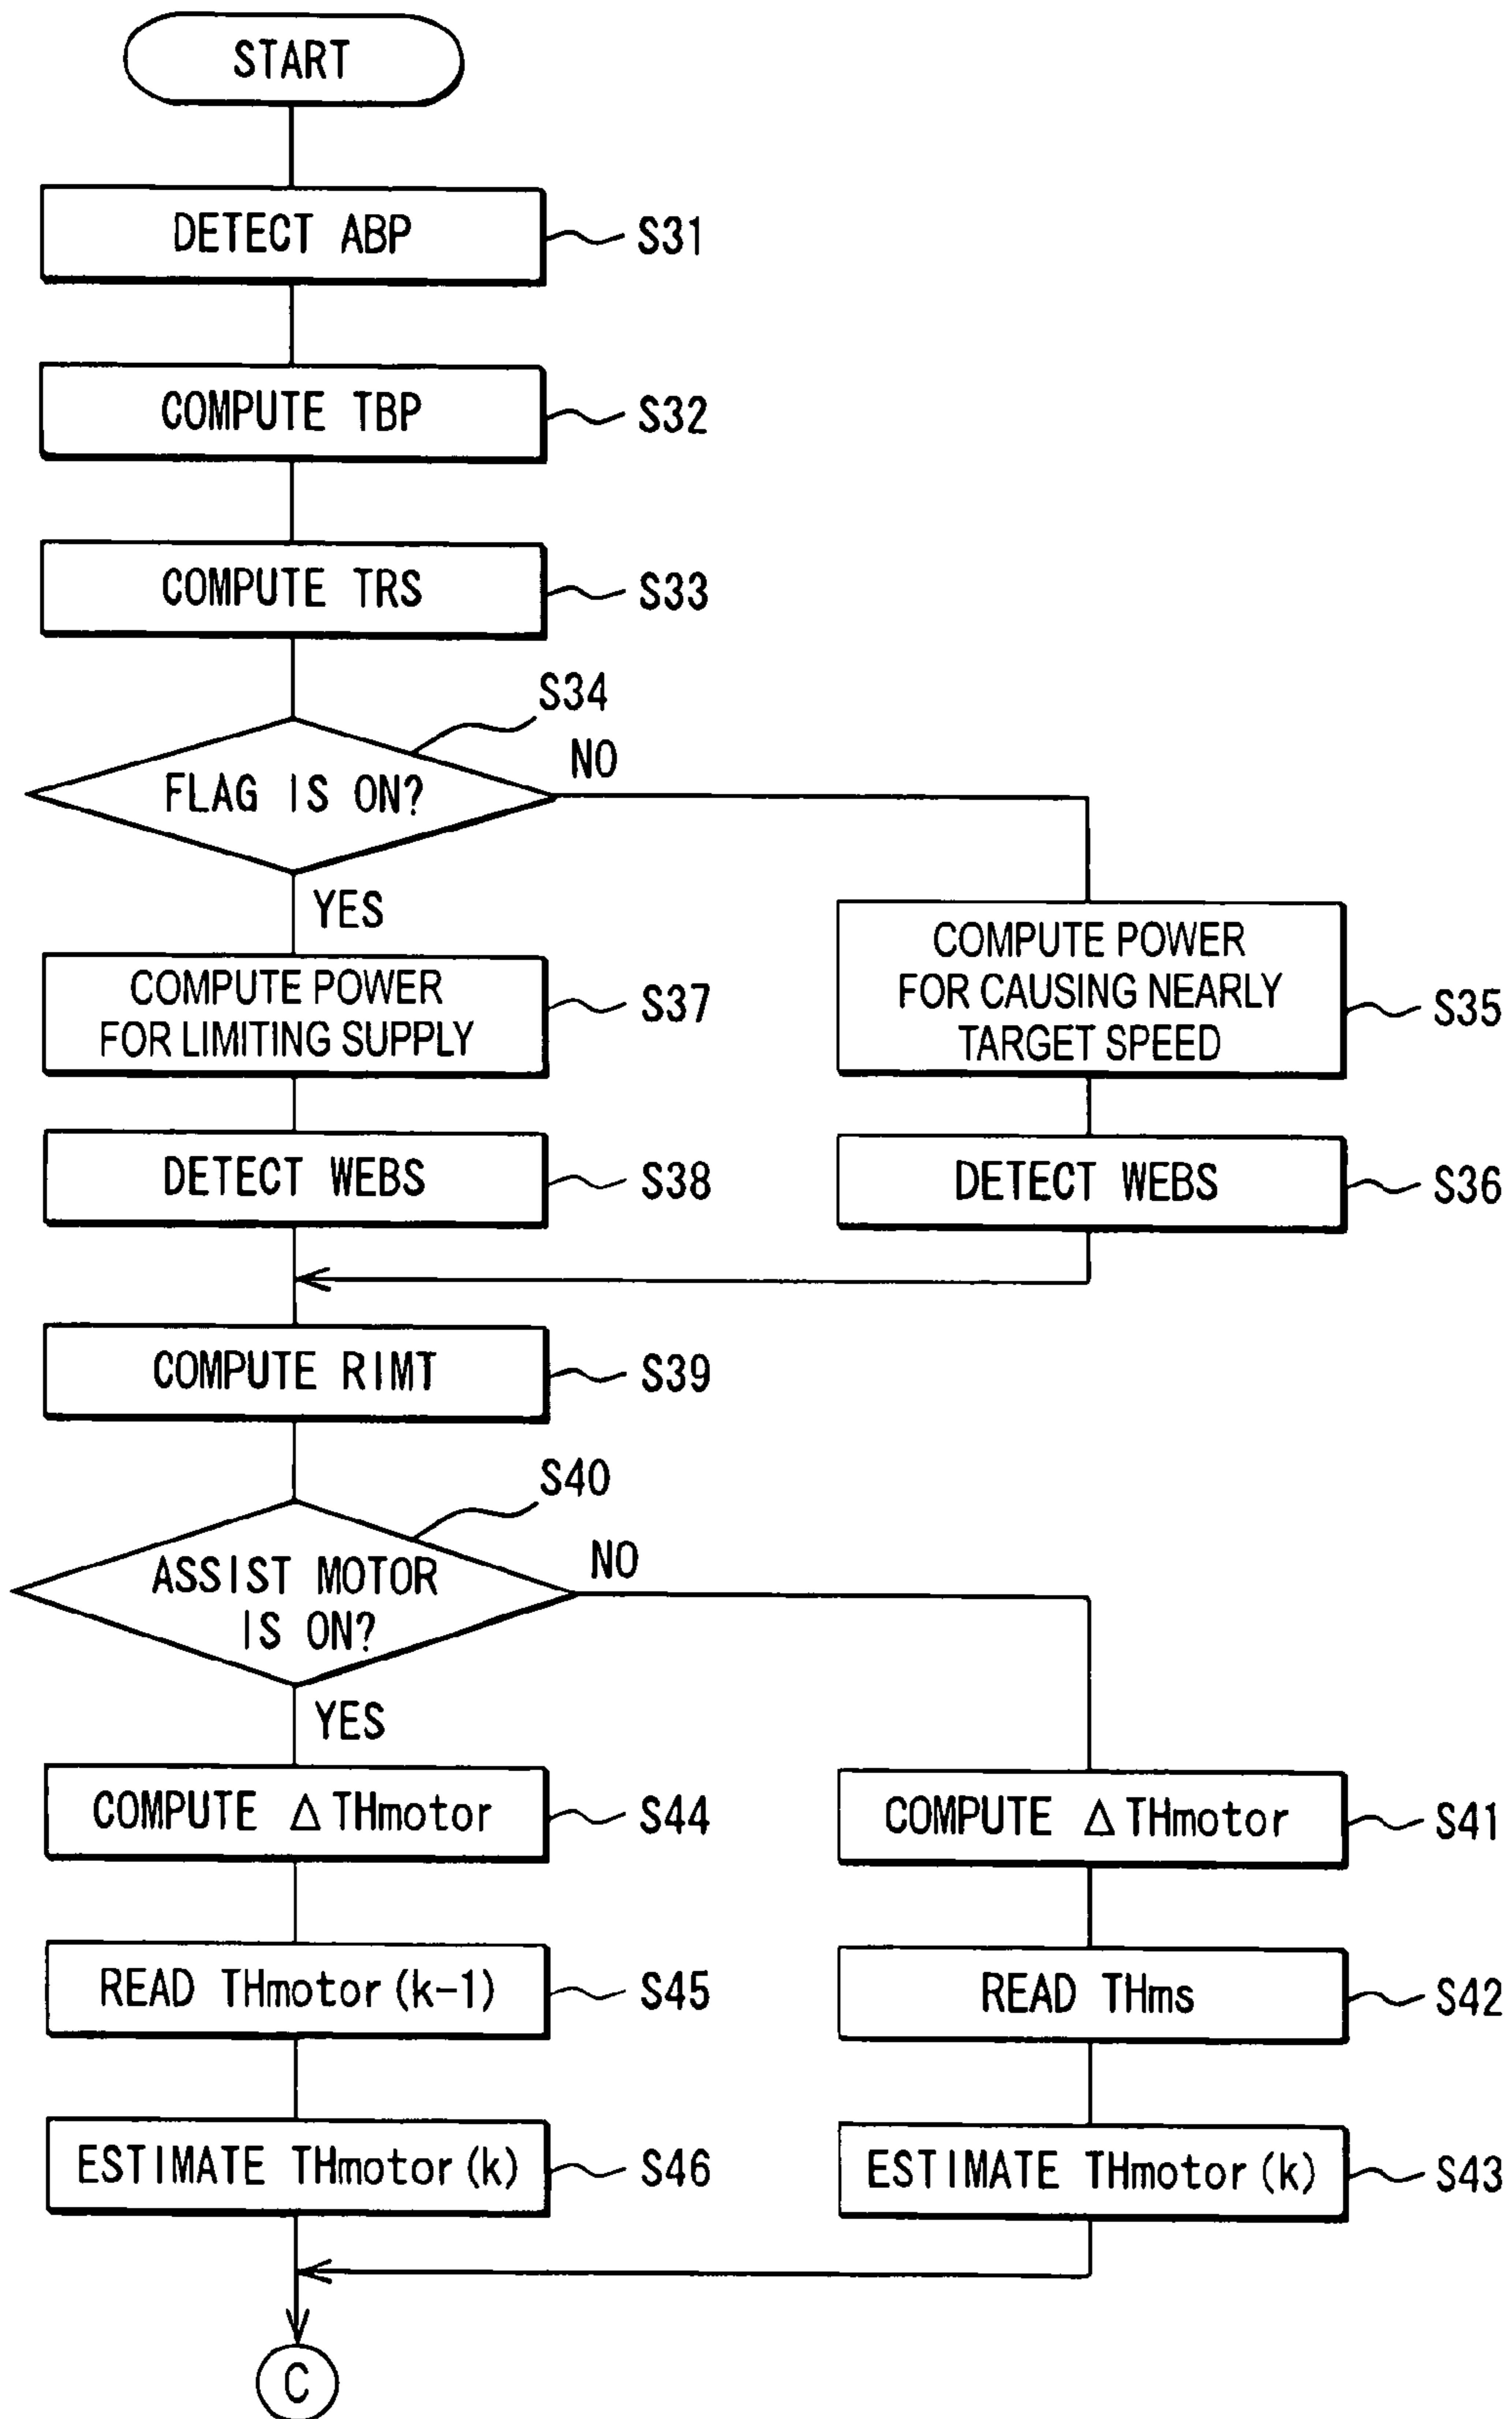 START
DETECT ABP
S31
COMPUTE TBP
S32
COMPUTE TRS
S33
S34
FLAG IS ON?
NO
YES
COMPUTE POWER
FOR LIMITING SUPPLY
S37
COMPUTE POWER
FOR CAUSING NEARLY
TARGET SPEED
S35
DETECT WEBS
S38
DETECT WEBS
S36
COMPUTE RIMT
S39
S40
ASSIST MOTOR
IS ON?
NO
YES
COMPUTE Δ THmotor
S44
COMPUTE Δ THmotor
S41
READ THmotor(k-1)
S45
READ THms
S42
ESTIMATE THmotor(k)
S46
ESTIMATE THmotor(k)
S43
C